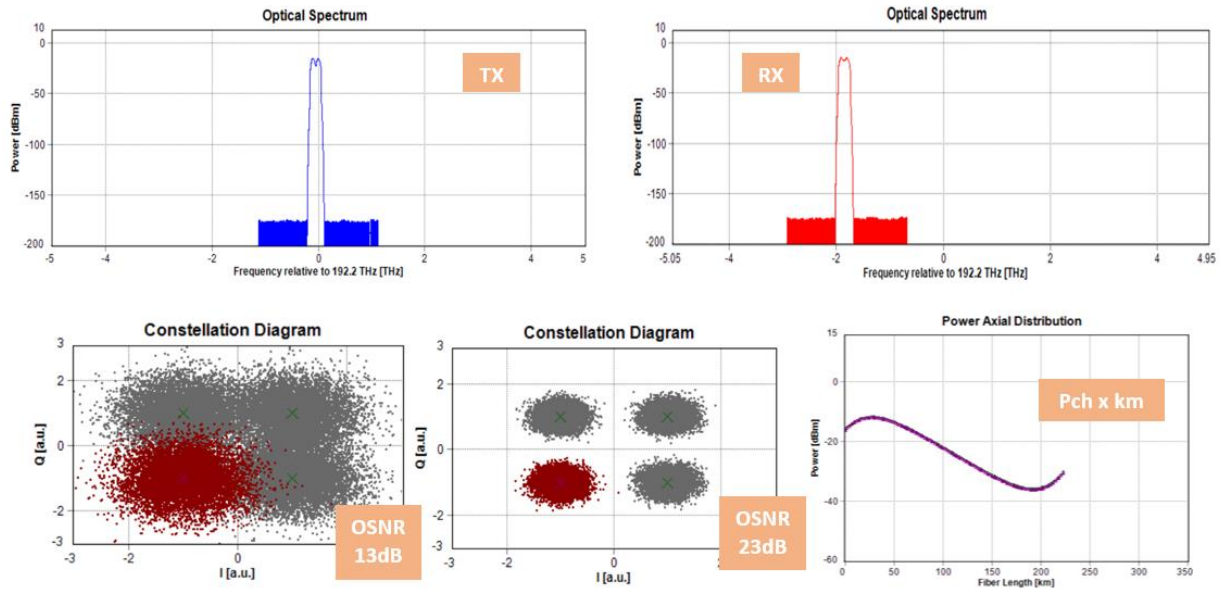 Optical Spectrum
10
0
-50
-100
-150
-200
Power [dBm]
TX
-5
-4
-2
0
2
4
5
Frequency relative to 192.2 THz [THz]
Optical Spectrum
10
0
-50
-100
-150
-200
Power [dBm]
RX
-5.05
-4
-2
0
2
4
4.95
Frequency relative to 192.2 THz [THz]
Constellation Diagram
3
2
0
-2
-3
Q [a.u.]
-3
-2
0
I [a.u.]
OSNR
13dB
Constellation Diagram
3
2
0
-2
-3
Q [a.u.]
-3
-2
0
I [a.u.]
OSNR
23dB
Power Axial Distribution
15
0
-20
-40
-60
Power [dBm]
Pch x km
0
50
100
150
200
250
300
350
Fiber Length [km]